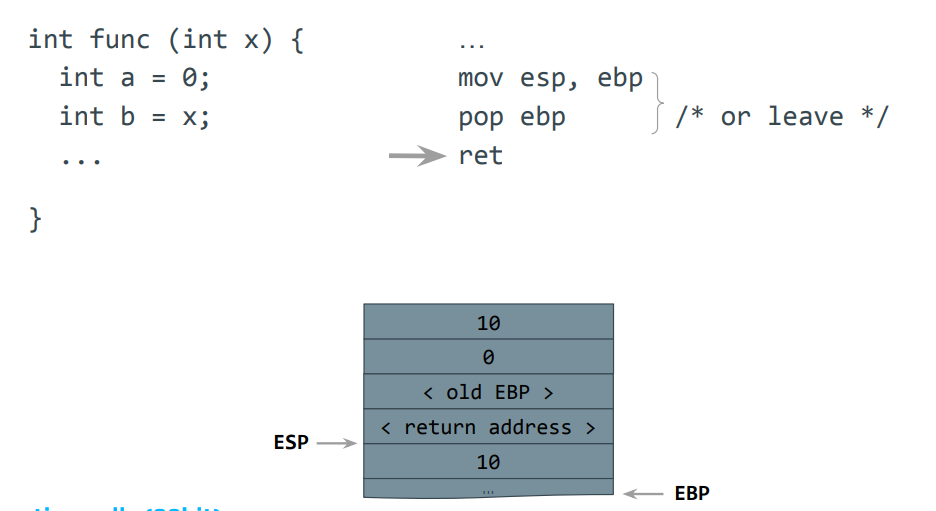 int func (int x) {
int a = 0;
int b = x;
...
}
...
mov esp, ebp
pop ebp
/* or leave */
ret
10
0
< old EBP >
< return address >
ESP
10
...
EBP